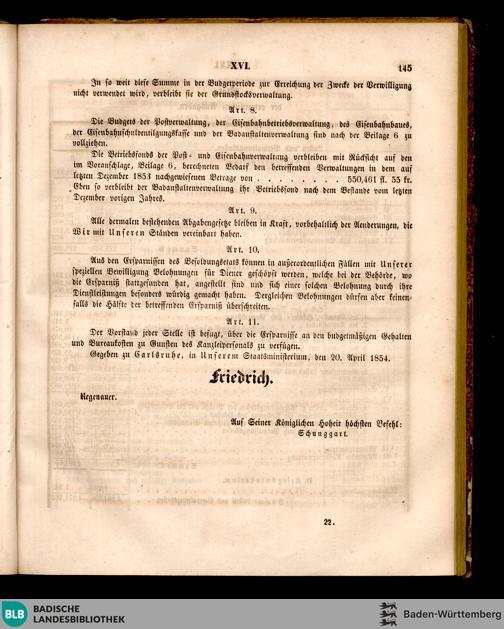 XVI.
145
In so weit diese Summe in der Budgetperiode zur Erreichung der Zwecke der Verwilligung
nicht verwendet wird, verbleibt sie der Grundstocksverwaltung.
Art. 8.
Die Budgets der Postverwaltung, der Eisenbahnbetriebsverwaltung, des Eisenbahnbaues,
der Eisenbahnschuldentilgungskasse und der Badanstaltenverwaltung sind nach der Beilage 6 zu
vollziehen.
Die Betriebsfonds der Post- und Eisenbahnverwaltung verbleiben mit Rücksicht auf den
im Voranschlage, Beilage 6, berechneten Bedarf den betreffenden Verwaltungen in dem auf
letzten Dezember 1853 nachgewiesenen Betrage von . . . . . . . . 550,461 fl. 55 kr.
Eben so verbleibt der Badanstaltenverwaltung ihr Betriebsfond nach dem Bestande vom letzten
Dezember vorigen Jahres.
Art. 9.
Alle dermalen bestehenden Abgabengesetze bleiben in Kraft, vorbehaltlich der Aenderungen, die
Wir mit Unseren Ständen vereinbart haben.
Art. 10.
Aus den Ersparnissen des Besoldungsetats können in außerordentlichen Fällen mit Unserer
speziellen Bewilligung Belohnungen für Diener geschöpft werden, welche bei der Behörde, wo
die Ersparniß stattgefunden hat, angestellt sind und sich einer solchen Belohnung durch ihre
Dienstleistungen besonders würdig gemacht haben. Dergleichen Belohnungen dürfen aber keinen-
falls die Hälfte der betreffenden Ersparniß überschreiten.
Art. 11.
Der Vorstand jeder Stelle ist befugt, über die Ersparnisse an den budgetmäßigen Gehalten
und Bureaukosten zu Gunsten des Kanzleipersonals zu verfügen.
Gegeben zu Carlsruhe, in Unserem Staatsministerium, den 20. April 1854.
Friedrich.
Regenauer.
Auf Seiner Königlichen Hoheit höchsten Befehl:
Schunggart.
22.
BLB BADISCHE
LANDESBIBLIOTHEK
Baden-Württemberg